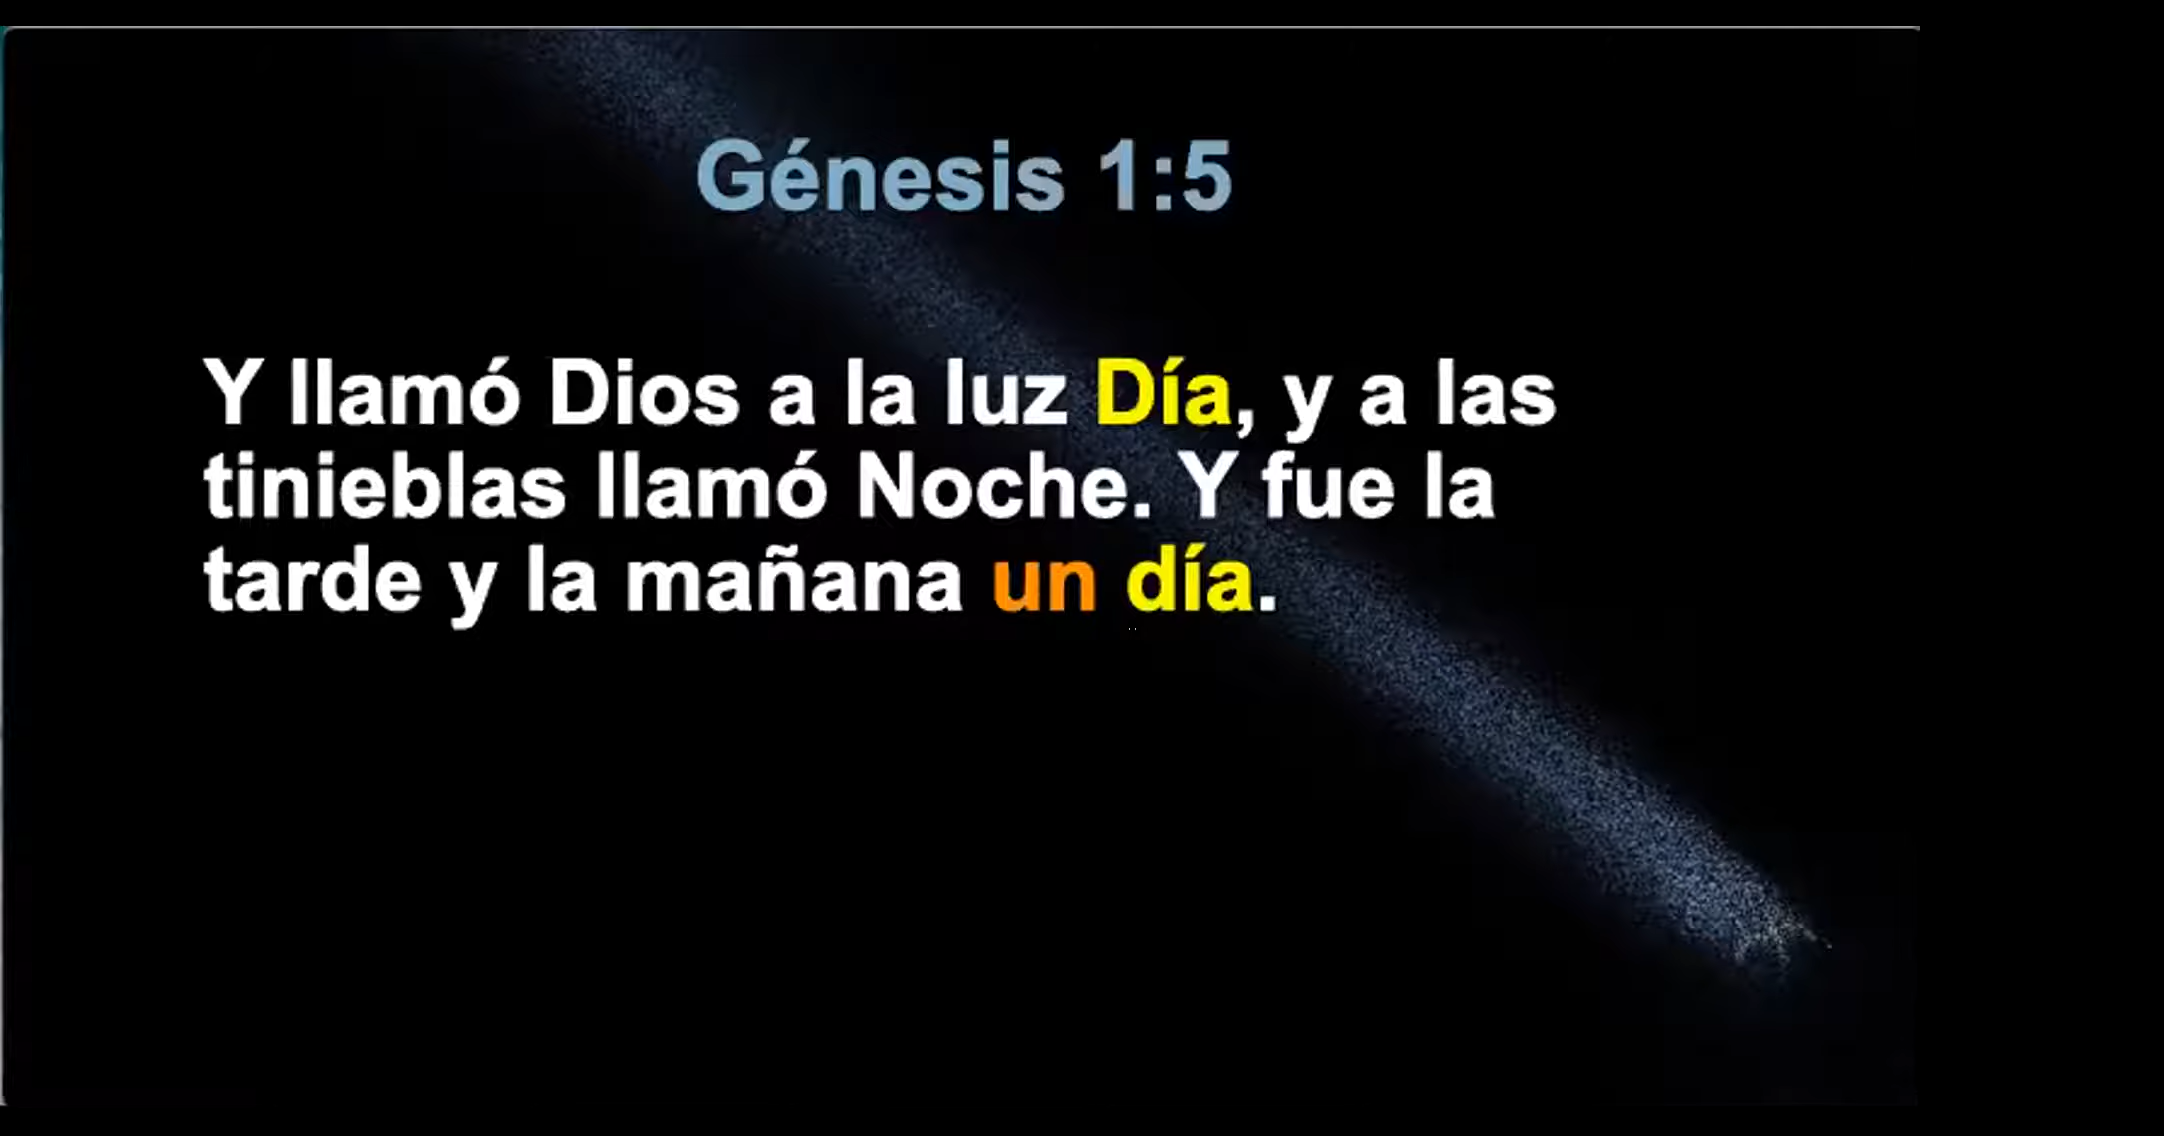 Génesis 1:5
Y llamó Dios a la luz Día, y a las
tinieblas llamó Noche. Y fue la
tarde y la mañana un día.